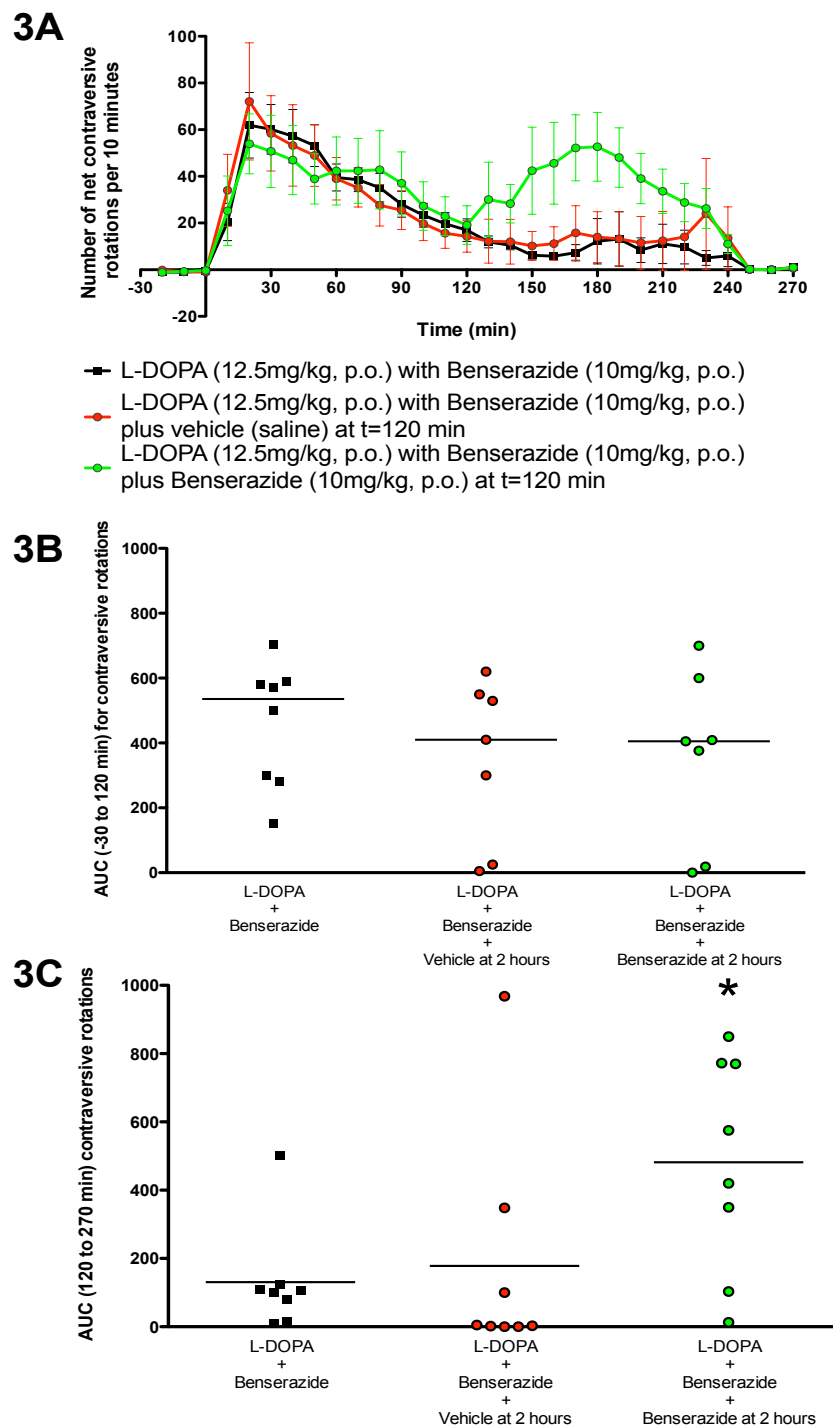 3A
Number of net contraversive
rotations per 10 minutes
100
80
60
40
20
-20
-30
30
60
90
120
150
180
210
240
270
Time (min)
L-DOPA (12.5mg/kg, p.o.) with Benserazide (10mg/kg, p.o.)
L-DOPA (12.5mg/kg, p.o.) with Benserazide (10mg/kg, p.o.)
plus vehicle (saline) at t=120 min
L-DOPA (12.5mg/kg, p.o.) with Benserazide (10mg/kg, p.o.)
plus Benserazide (10mg/kg, p.o.) at t=120 min
3B
AUC (-30 to 120 min) for contraversive rotations
1000
800
600
400
200
0
L-DOPA
+
Benserazide
L-DOPA
+
Benserazide
+
Vehicle at 2 hours
L-DOPA
+
Benserazide
+
Benserazide at 2 hours
3C
AUC (120 to 270 min) contraversive rotations
1000
800
600
400
200
0
*
L-DOPA
+
Benserazide
L-DOPA
+
Benserazide
+
Vehicle at 2 hours
L-DOPA
+
Benserazide
+
Benserazide at 2 hours